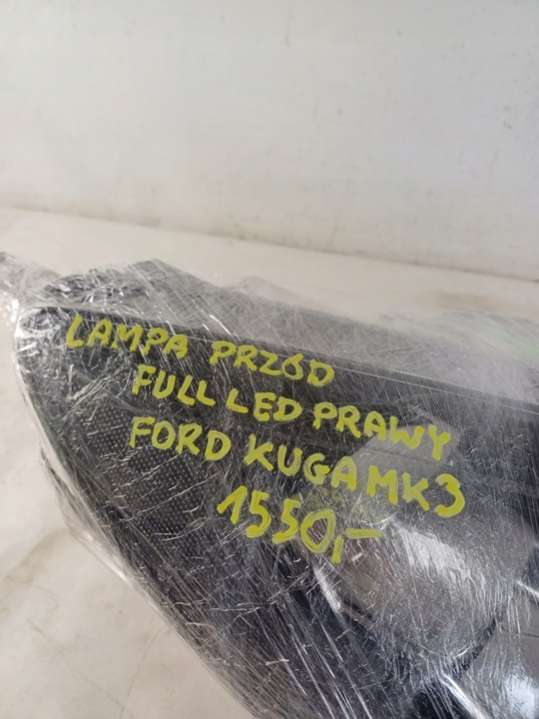 LAMPA PRZÓD
FULL LED PRAWY
FORD KUGA MK3
1550,-